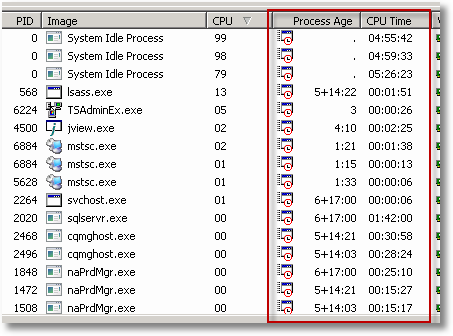 PID Image CPU Process Age CPU Time
0 System Idle Process 99 . 04:55:42
0 System Idle Process 98 . 04:59:33
0 System Idle Process 79 . 05:26:23
568 lsass.exe 13 5+14:22 00:01:51
6224 TSAdminEx.exe 05 3 00:00:26
4500 jview.exe 02 4:10 00:02:25
6884 mstsc.exe 02 1:21 00:01:38
6884 mstsc.exe 01 1:15 00:00:13
5628 mstsc.exe 01 1:33 00:00:06
2264 svchost.exe 01 6+17:00 00:00:06
2020 sqlservr.exe 00 6+17:00 01:42:00
2468 cqmghost.exe 00 5+14:21 00:30:58
2496 cqmghost.exe 00 5+14:03 00:28:24
1848 naPrdMgr.exe 00 6+17:00 00:25:10
1472 naPrdMgr.exe 00 5+14:21 00:15:27
1508 naPrdMgr.exe 00 5+14:03 00:15:17